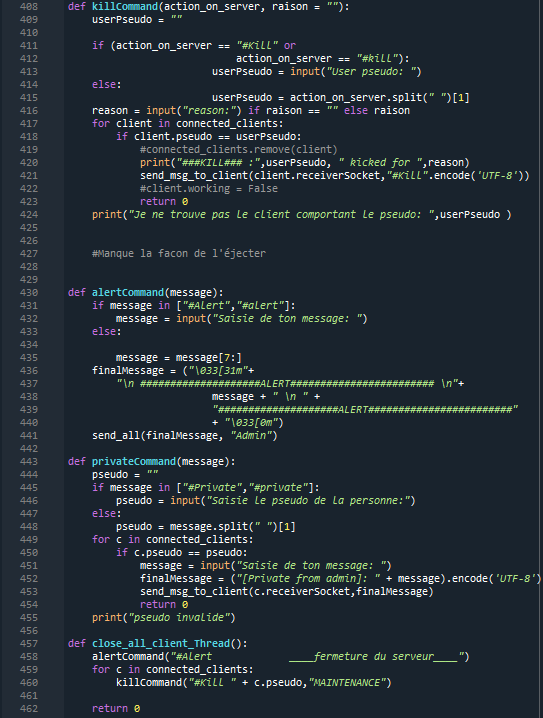 408 def killCommand(action_on_server, raison = ""):
409     userPseudo = ""
410
411     if (action_on_server == "#Kill" or
412                             action_on_server == "#kill"):
413                         userPseudo = input("User pseudo: ")
414     else:
415                         userPseudo = action_on_server.split(" ")[1]
416     reason = input("reason:") if raison == "" else raison
417     for client in connected_clients:
418         if client.pseudo == userPseudo:
419             #connected_clients.remove(client)
420             print("###KILL### :",userPseudo, " kicked for ",reason)
421             send_msg_to_client(client.receiverSocket,"#Kill".encode('UTF-8'))
422             #client.working = False
423             return 0
424     print("Je ne trouve pas le client comportant le pseudo: ",userPseudo )
425
426
427     #Manque la facon de l'éjecter
428
429
430 def alertCommand(message):
431     if message in ["#Alert","#alert"]:
432         message = input("Saisie de ton message: ")
433     else:
434
435         message = message[7:]
436     finalMessage = ("\033[31m"+
437         "\n ####################ALERT######################## \n"+
438                         message + " \n " +
439                         "####################ALERT########################"
440                         + "\033[0m")
441     send_all(finalMessage, "Admin")
442
443 def privateCommand(message):
444     pseudo = ""
445     if message in ["#Private","#private"]:
446         pseudo = input("Saisie le pseudo de la personne:")
447     else:
448         pseudo = message.split(" ")[1]
449     for c in connected_clients:
450         if c.pseudo == pseudo:
451             message = input("Saisie de ton message: ")
452             finalMessage = ("[Private from admin]: " + message).encode('UTF-8')
453             send_msg_to_client(c.receiverSocket,finalMessage)
454             return 0
455     print("pseudo invalide")
456
457 def close_all_client_Thread():
458     alertCommand("#ALert             ____fermeture du serveur____")
459     for c in connected_clients:
460         killCommand("#Kill " + c.pseudo,"MAINTENANCE")
461
462     return 0